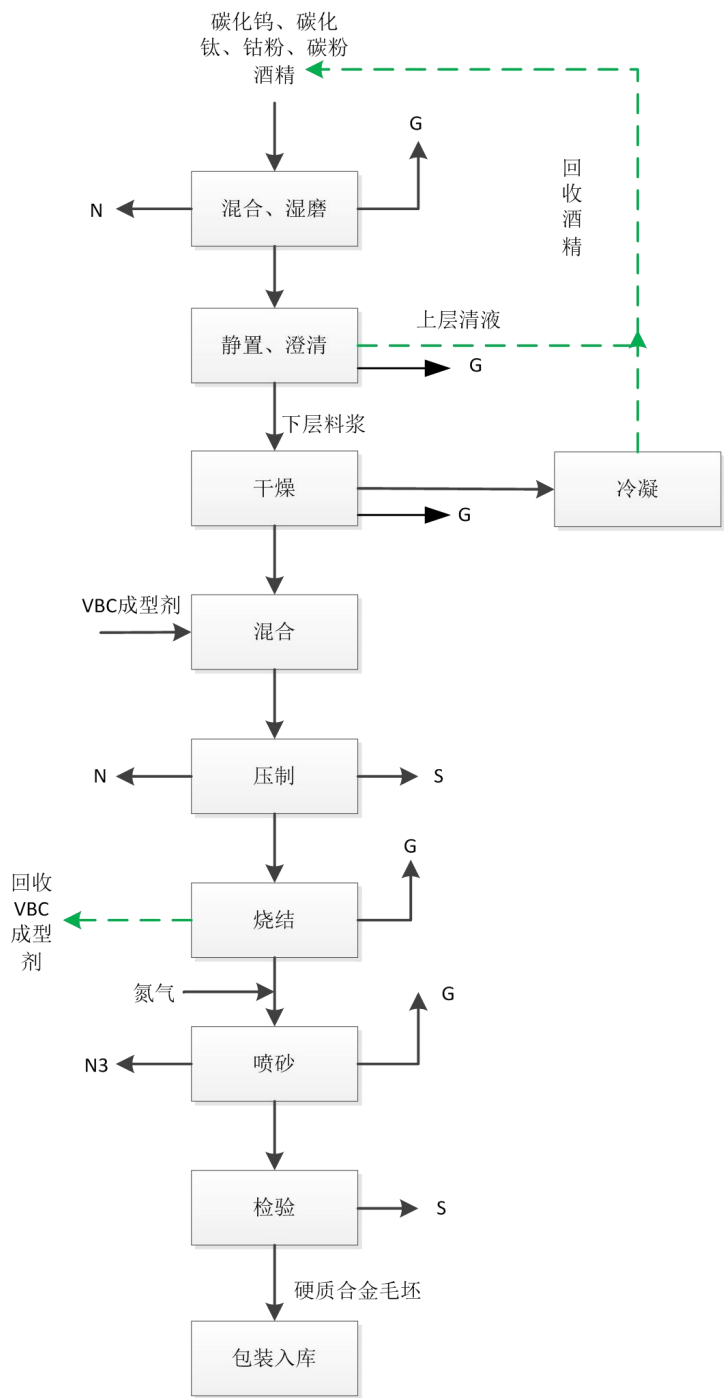 碳化钨、碳化
钛、钴粉、碳粉
酒精
G
回
收
酒
精
N
混合、湿磨
上层清液
静置、澄清
G
下层料浆
干燥
冷凝
G
VBC成型剂
混合
N
压制
S
G
回收
VBC
成型
剂
烧结
氮气
G
N3
喷砂
检验
S
硬质合金毛坯
包装入库